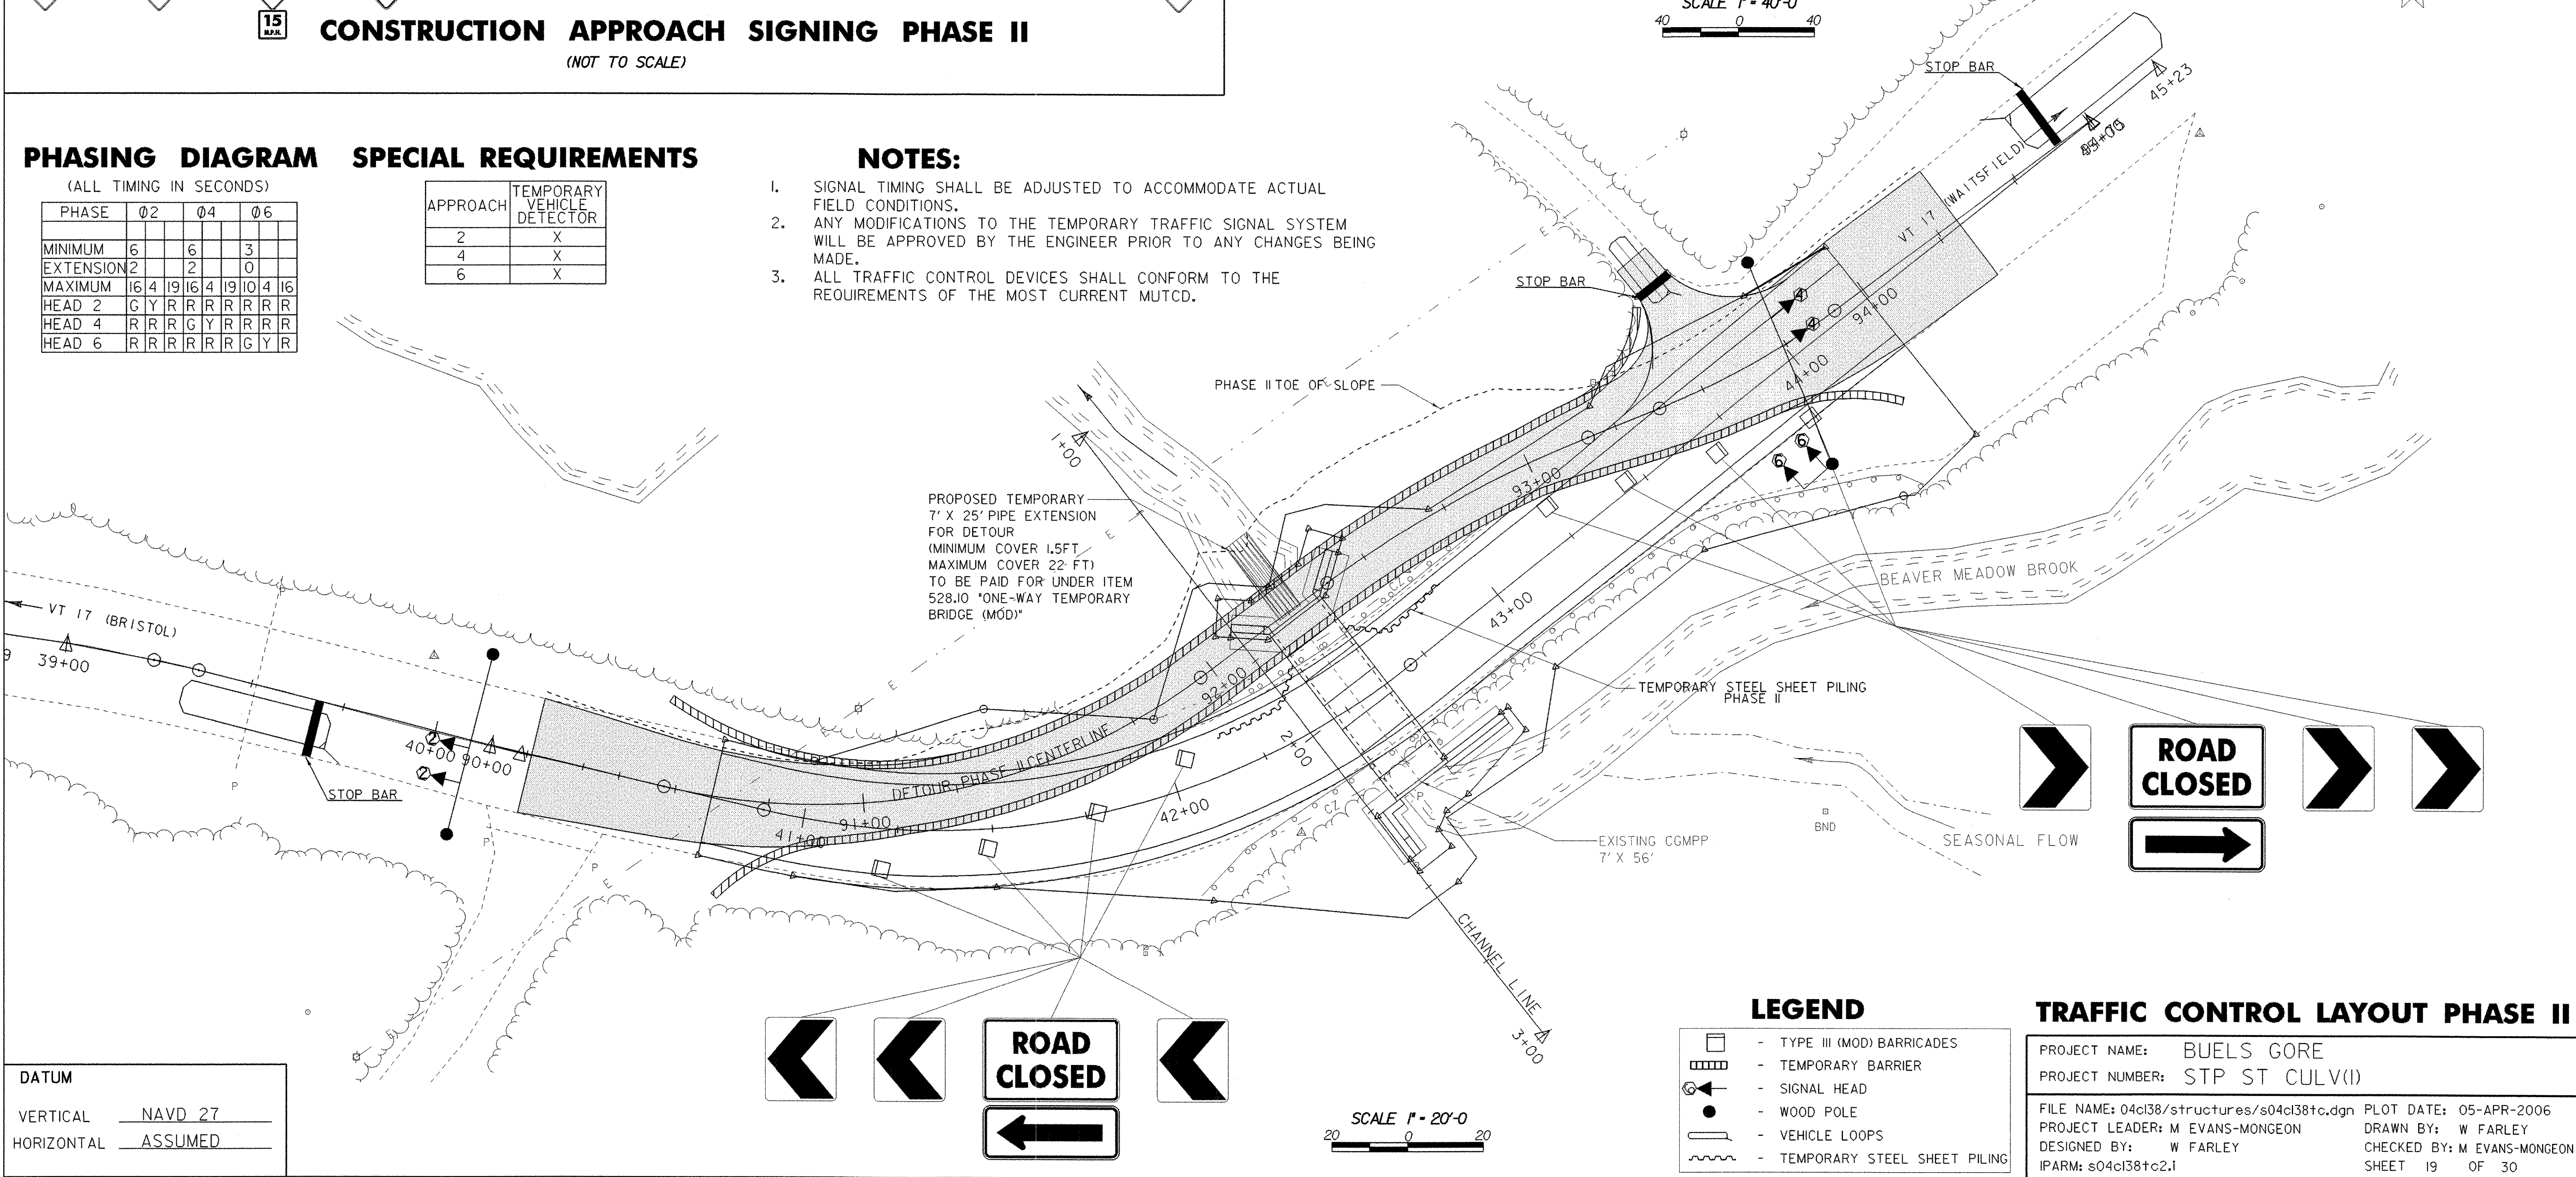 15
M.P.H.
CONSTRUCTION APPROACH SIGNING PHASE II
(NOT TO SCALE)
SCALE 1" = 40'-0
40 0 40
PHASING DIAGRAM
(ALL TIMING IN SECONDS)
PHASE Ø2 Ø4 Ø6
MINIMUM 6 6 3
EXTENSION 2 2 0
MAXIMUM 16 4 19 16 4 19 10 4 16
HEAD 2 G Y R R R R R R R
HEAD 4 R R R G Y R R R R
HEAD 6 R R R R R R G Y R
SPECIAL REQUIREMENTS
APPROACH TEMPORARY VEHICLE DETECTOR
2 X
4 X
6 X
NOTES:
1. SIGNAL TIMING SHALL BE ADJUSTED TO ACCOMMODATE ACTUAL
FIELD CONDITIONS.
2. ANY MODIFICATIONS TO THE TEMPORARY TRAFFIC SIGNAL SYSTEM
WILL BE APPROVED BY THE ENGINEER PRIOR TO ANY CHANGES BEING
MADE.
3. ALL TRAFFIC CONTROL DEVICES SHALL CONFORM TO THE
REQUIREMENTS OF THE MOST CURRENT MUTCD.
STOP BAR
45+23
VT 17 (WAITSFIELD)
STOP BAR
4
4
94+00
44+00
PHASE II TOE OF SLOPE
E
6
6
1+00
93+00
PROPOSED TEMPORARY
7' X 25' PIPE EXTENSION
FOR DETOUR
(MINIMUM COVER 1.5FT
MAXIMUM COVER 22 FT)
TO BE PAID FOR UNDER ITEM
528.10 "ONE-WAY TEMPORARY
BRIDGE (MOD)"
E
E
CZ
43+00
BEAVER MEADOW BROOK
VT 17 (BRISTOL)
9
39+00
P
E
92+00
TEMPORARY STEEL SHEET PILING
PHASE II
2
40+00
90+00
2
STOP BAR
P
2+00
DETOUR, PHASE II CENTERLINE
41+00
91+00
42+00
CZ
P
EXISTING CGMPP
7' X 56'
BND
SEASONAL FLOW
ROAD
CLOSED
P
P
E
E
CHANNEL LINE
3+00
ROAD
CLOSED
DATUM
VERTICAL NAVD 27
HORIZONTAL ASSUMED
SCALE 1" = 20'-0
20 0 20
LEGEND
- TYPE III (MOD) BARRICADES
- TEMPORARY BARRIER
6 - SIGNAL HEAD
- WOOD POLE
- VEHICLE LOOPS
- TEMPORARY STEEL SHEET PILING
TRAFFIC CONTROL LAYOUT PHASE II
PROJECT NAME: BUELS GORE
PROJECT NUMBER: STP ST CULV(1)
FILE NAME: 04c138/structures/s04c138tc.dgn PLOT DATE: 05-APR-2006
PROJECT LEADER: M EVANS-MONGEON DRAWN BY: W FARLEY
DESIGNED BY: W FARLEY CHECKED BY: M EVANS-MONGEON
IPARM: s04c138tc2.i SHEET 19 OF 30